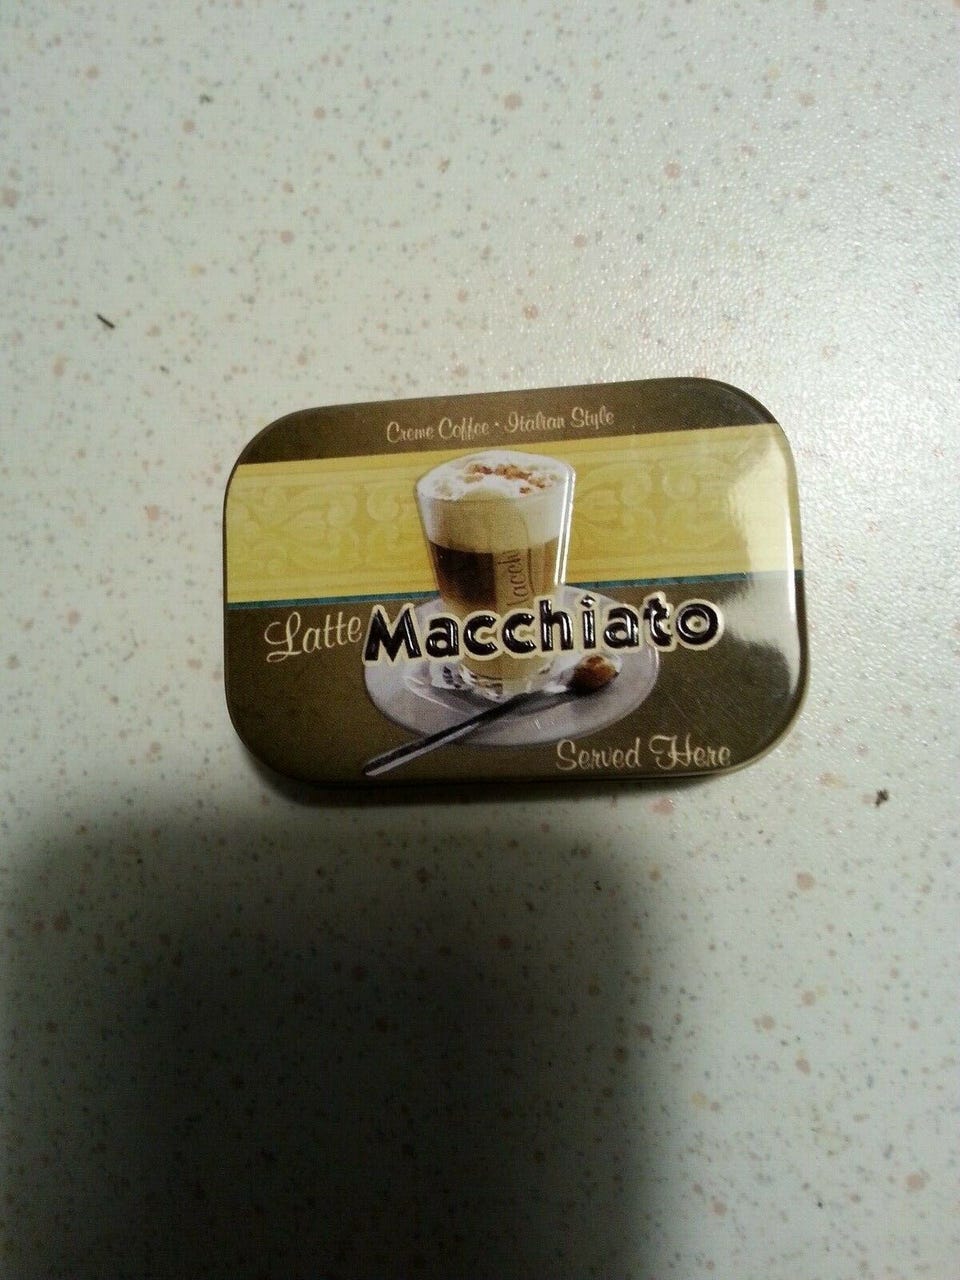 Creme Coffee • Italian Style
Latte Macchiato
Served Here